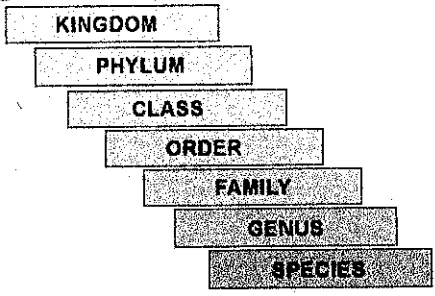 KINGDOM
PHYLUM
CLASS
ORDER
FAMILY
GENUS
SPECIES